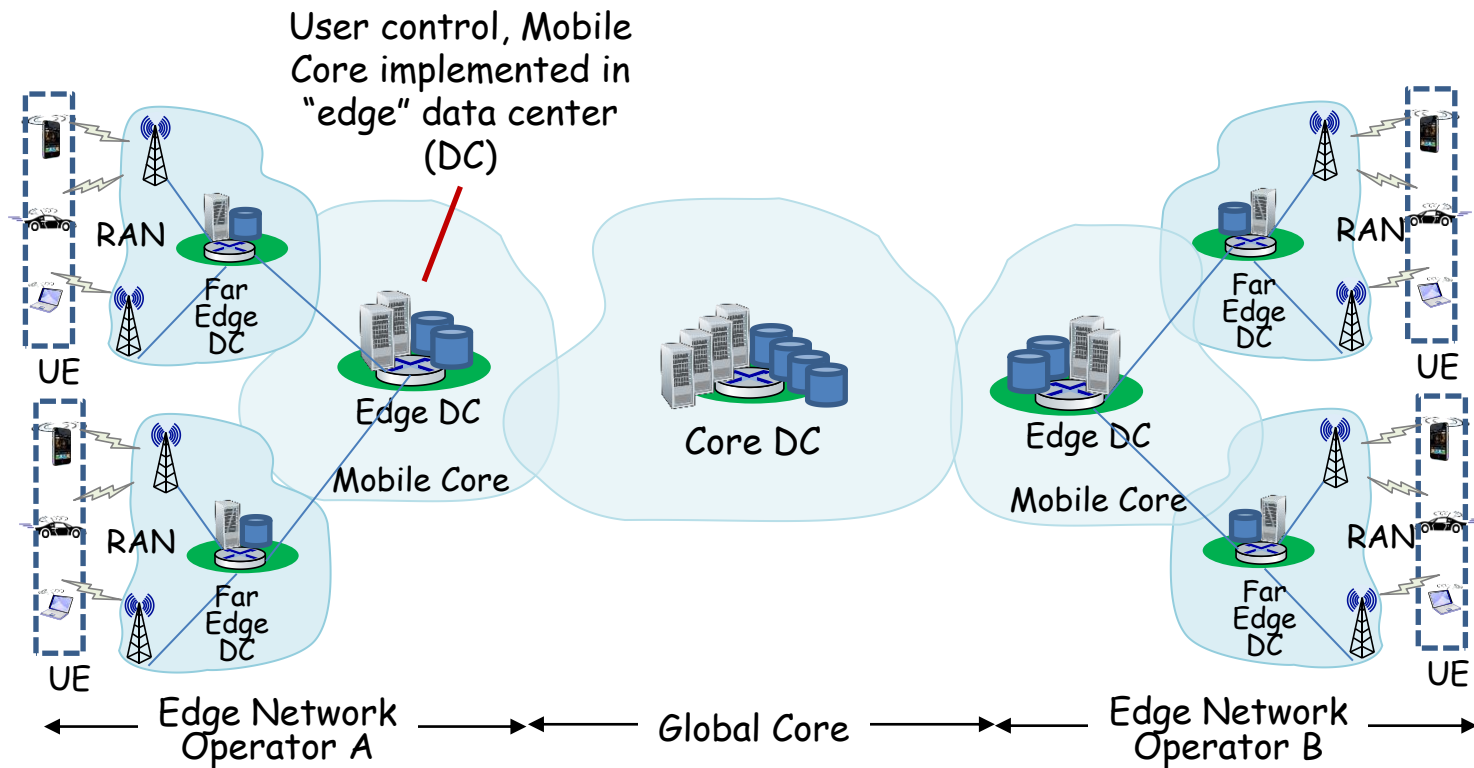 User control, Mobile
Core implemented in
“edge” data center
(DC)
RAN
Far
Edge
DC
UE
RAN
Far
Edge
DC
UE
Edge DC
Mobile Core
Core DC
Edge DC
Mobile Core
RAN
Far
Edge
DC
UE
RAN
Far
Edge
DC
UE
Edge Network
Operator A
Global Core
Edge Network
Operator B